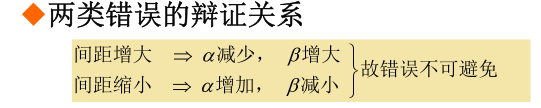 ◆两类错误的辩证关系
间距增大 ⇒ α减少， β增大
间距缩小 ⇒ α增加， β减小
}故错误不可避免